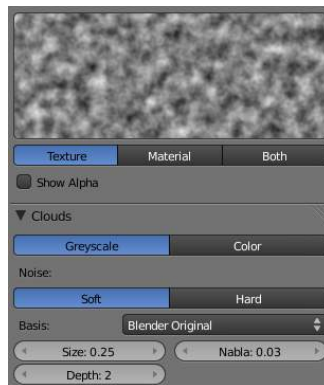 Texture Material Both
Show Alpha
Clouds
Greyscale Color
Noise:
Soft Hard
Basis: Blender Original
Size: 0.25 Nabla: 0.03
Depth: 2